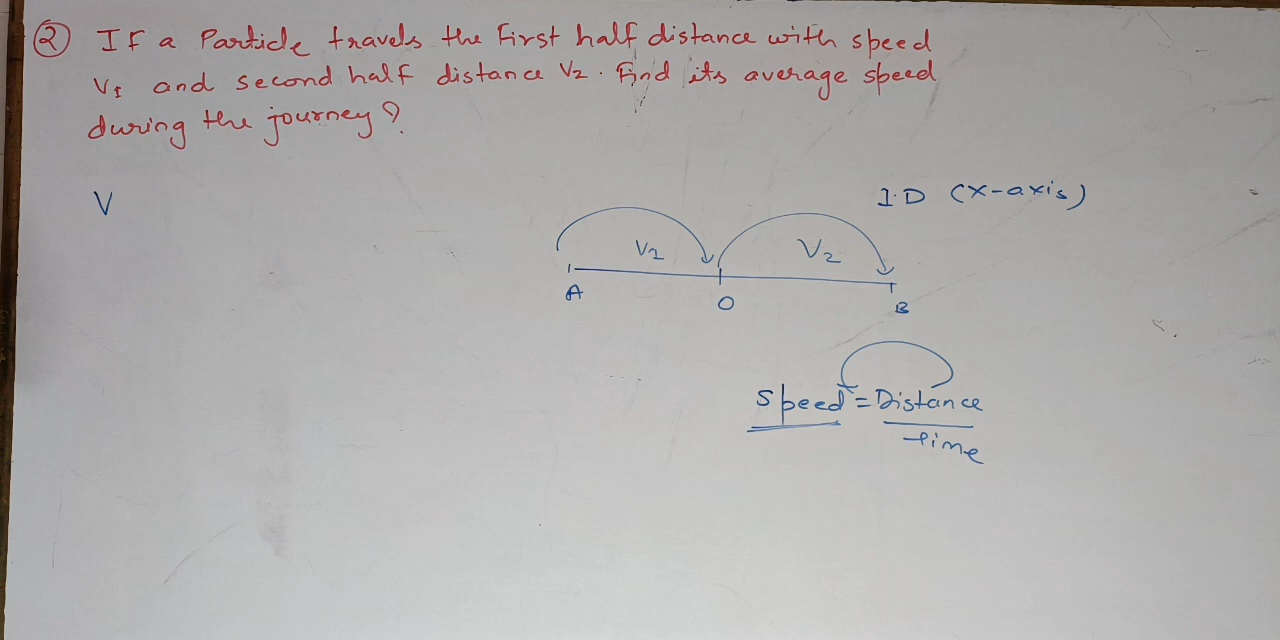 ② If a Particle travels the First half distance with speed
V1 and second half distance V2. Find its average speed
during the journey?
V
1.D (x-axis)
V1 V2
A O B
Speed = Distance
time